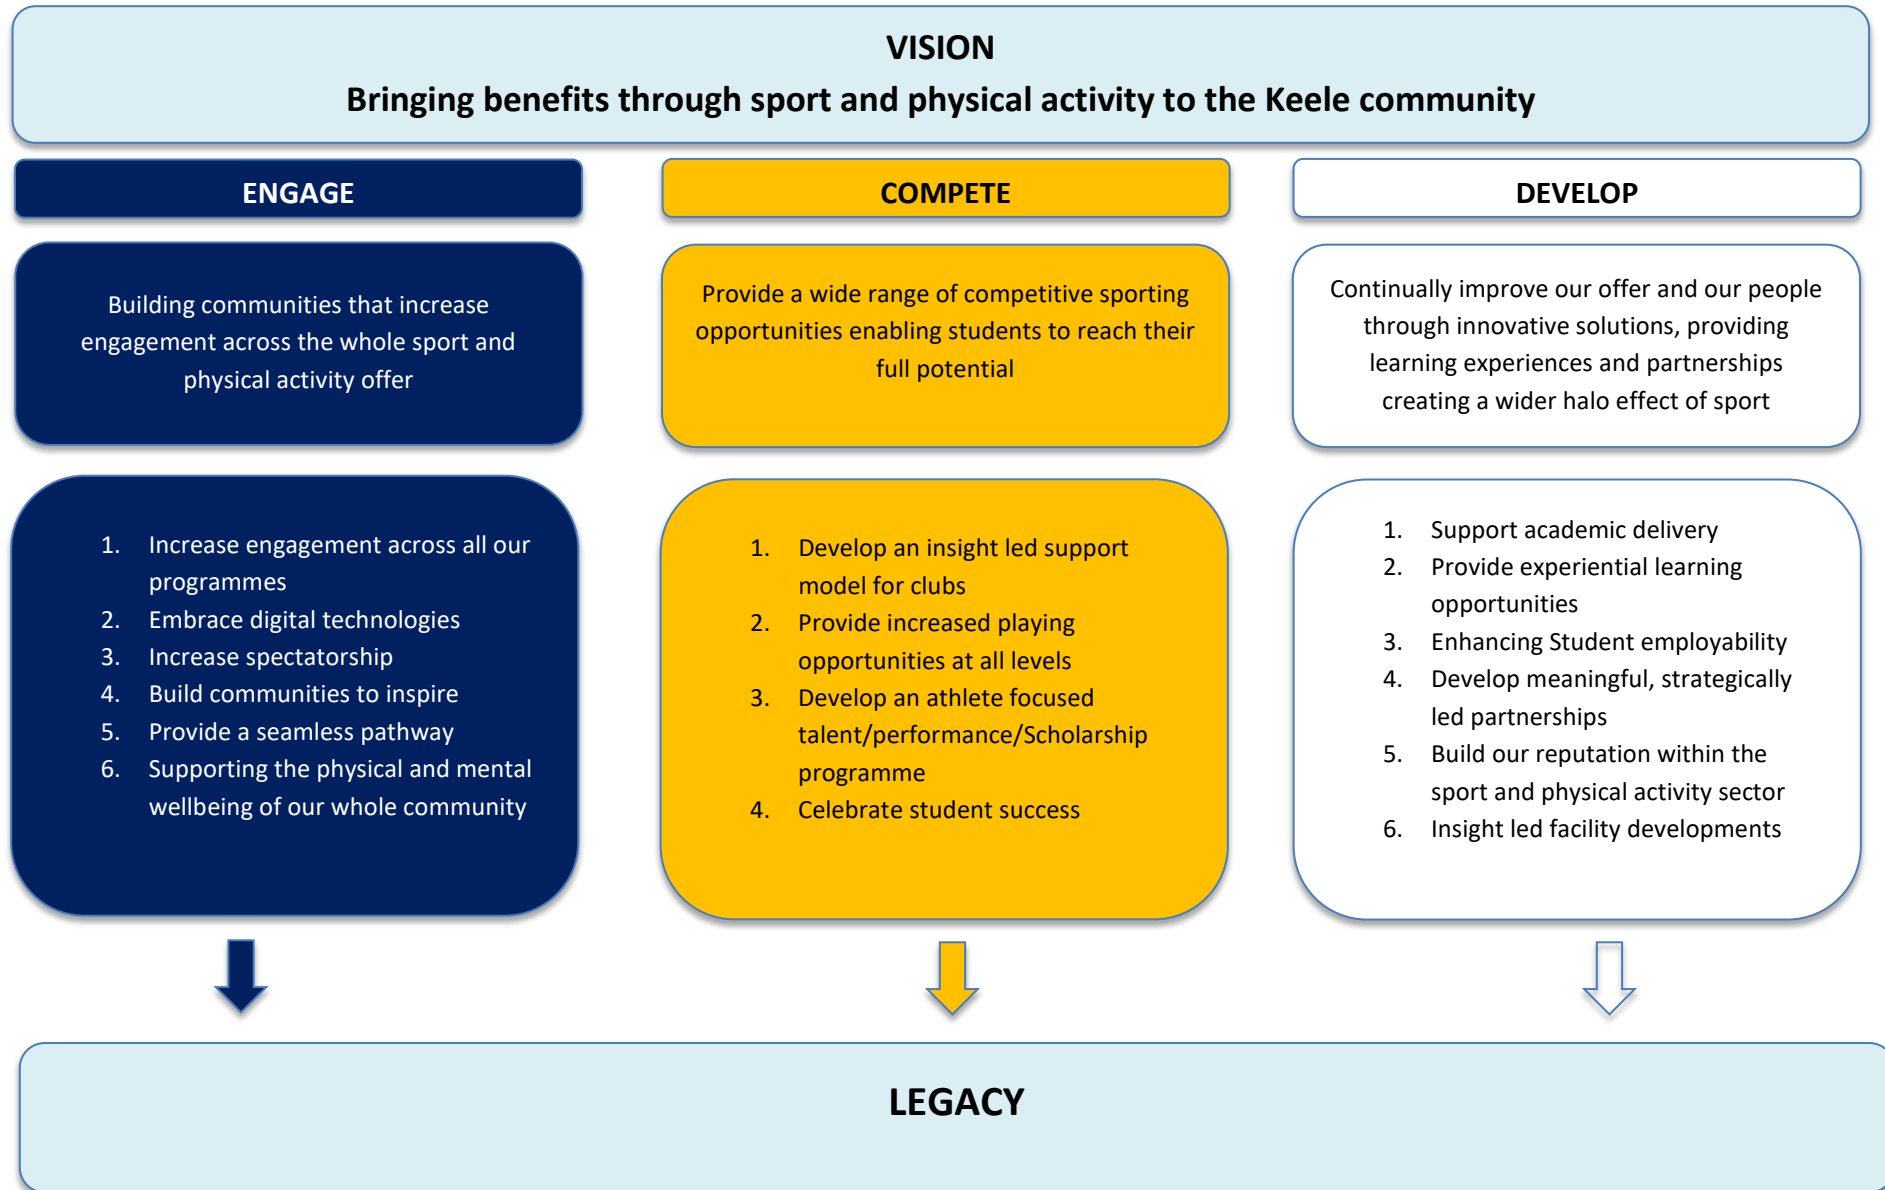 VISION
Bringing benefits through sport and physical activity to the Keele community
ENGAGE
Building communities that increase
engagement across the whole sport and
physical activity offer
1. Increase engagement across all our
programmes
2. Embrace digital technologies
3. Increase spectatorship
4. Build communities to inspire
5. Provide a seamless pathway
6. Supporting the physical and mental
wellbeing of our whole community
COMPETE
Provide a wide range of competitive sporting
opportunities enabling students to reach their
full potential
1. Develop an insight led support
model for clubs
2. Provide increased playing
opportunities at all levels
3. Develop an athlete focused
talent/performance/Scholarship
programme
4. Celebrate student success
DEVELOP
Continually improve our offer and our people
through innovative solutions, providing
learning experiences and partnerships
creating a wider halo effect of sport
1. Support academic delivery
2. Provide experiential learning
opportunities
3. Enhancing Student employability
4. Develop meaningful, strategically
led partnerships
5. Build our reputation within the
sport and physical activity sector
6. Insight led facility developments
LEGACY